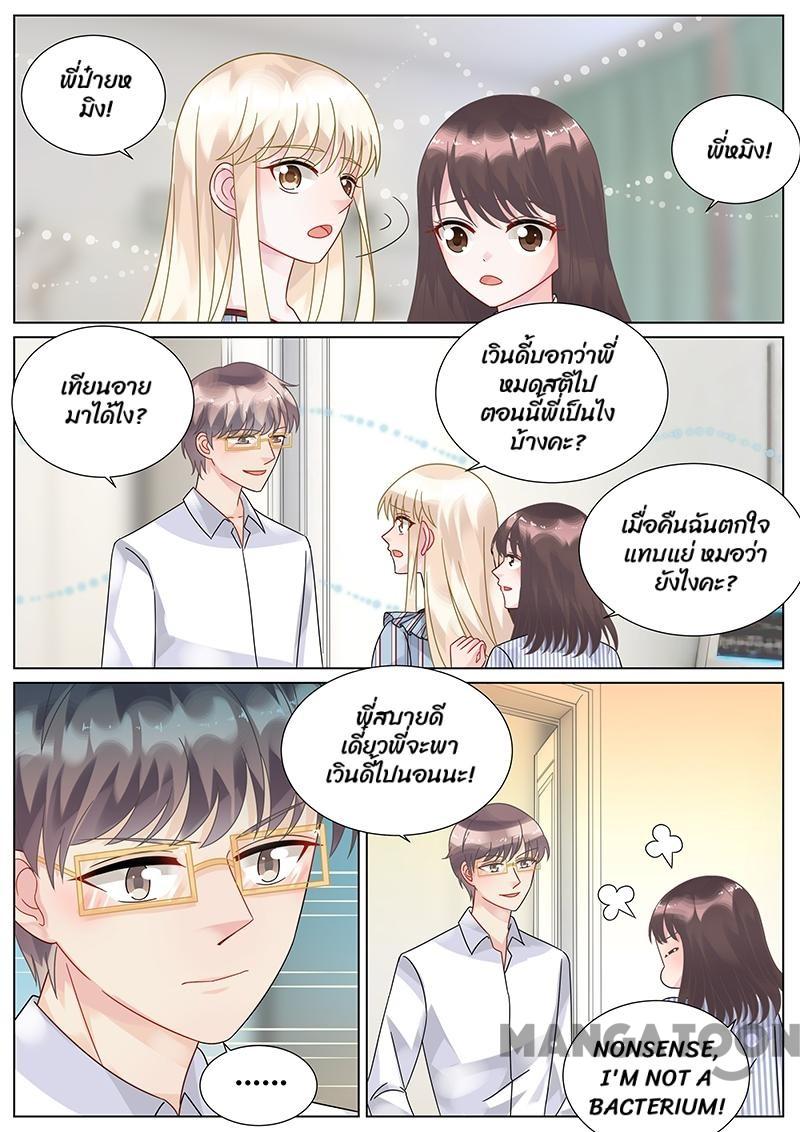 พี่ป๋ายห
มิง!
พี่หมิง!
เทียนอาย
มาได้ไง?
เวินดี้บอกว่าพี่
หมดสติไป
ตอนนี้พี่เป็นไง
บ้างคะ?
เมื่อคืนฉันตกใจ
แทบแย่ หมอว่า
ยังไงคะ?
พี่สบายดี
เดี๋ยวพี่จะพา
เวินดี้ไปนอนนะ!
......
NONSENSE,
I'M NOT A
BACTERIUM!
MANGATOON